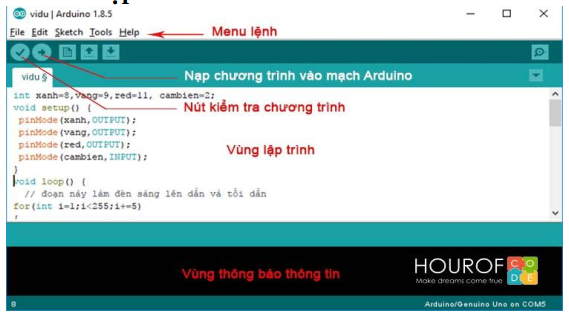 vidu | Arduino 1.8.5
File Edit Sketch Tools Help
Menu lệnh
Nạp chương trình vào mạch Arduino
vidu §
int xanh=8,vang=9,red=11, cambien=2;
Nút kiểm tra chương trình
void setup() {
pinMode(xanh,OUTPUT);
pinMode(vang,OUTPUT);
pinMode(red,OUTPUT);
Vùng lập trình
pinMode(cambien,INPUT);
}
void loop() {
// đoạn này làm đèn sáng lên dần và tối dần
for(int i=1;i<255;i+=5)
Vùng thông báo thông tin
HOUROF CODE
Make dreams come true
8
Arduino/Genuino Uno on COM5